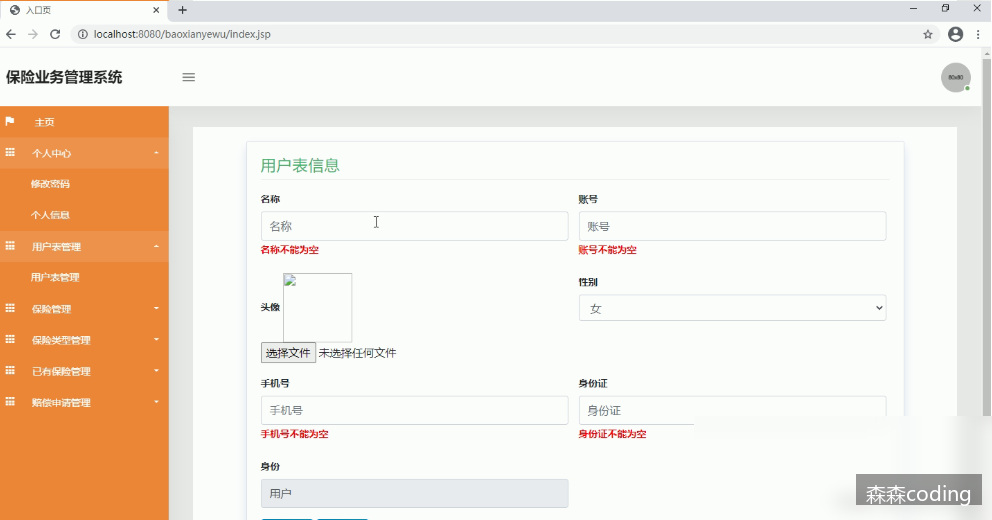 入口页
localhost:8080/baoxianyewu/index.jsp
保险业务管理系统
60x60
主页
个人中心
修改密码
个人信息
用户表管理
用户表管理
保险管理
保险类型管理
已有保险管理
赔偿申请管理
用户表信息
名称
账号
名称
账号
名称不能为空
账号不能为空
头像
性别
女
选择文件 未选择任何文件
手机号
身份证
手机号
身份证
手机号不能为空
身份证不能为空
身份
用户
森森coding